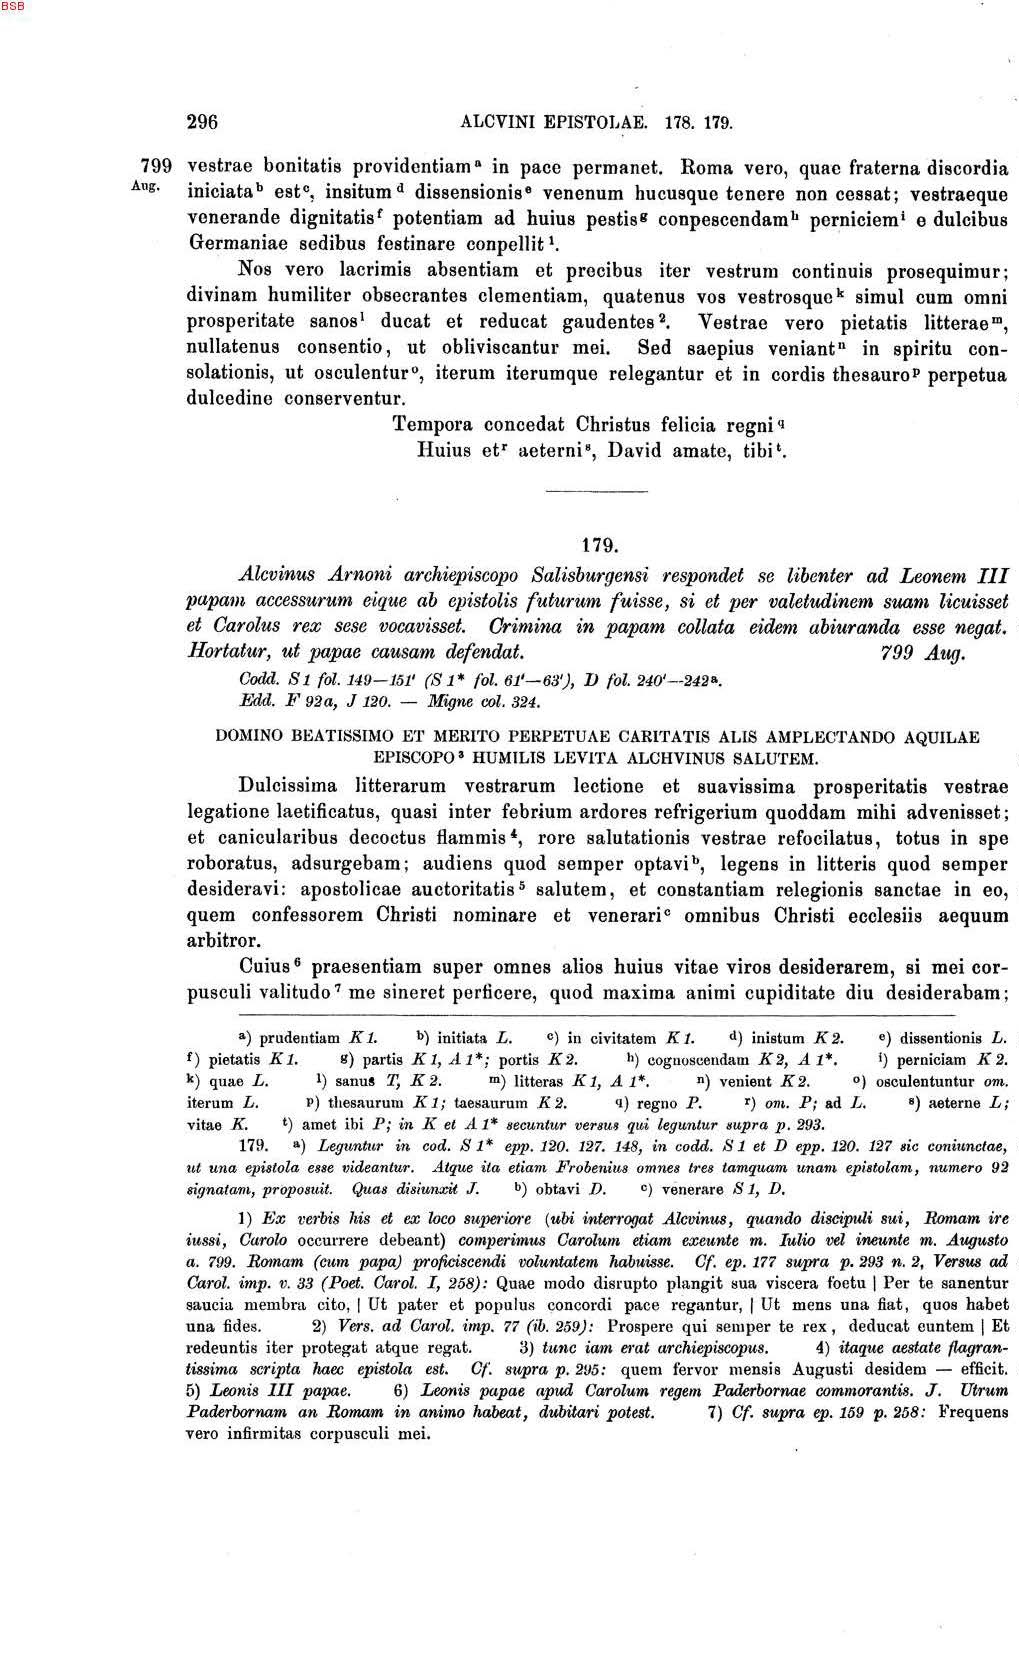 BSB
296 ALCVINI EPISTOLAE. 178. 179.
799 vestrae bonitatis providentiam a in pace permanet. Roma vero, quae fraterna discordia
Aug. iniciata b est c, insitum d dissensionis e venenum hucusque tenere non cessat; vestraeque
venerande dignitatis f potentiam ad huius pestis g conpescendam h perniciem i e dulcibus
Germaniae sedibus festinare conpellit 1.
Nos vero lacrimis absentiam et precibus iter vestrum continuis prosequimur;
divinam humiliter obsecrantes clementiam, quatenus vos vestrosque k simul cum omni
prosperitate sanos l ducat et reducat gaudentes 2. Vestrae vero pietatis litterae m,
nullatenus consentio, ut obliviscantur mei. Sed saepius veniant n in spiritu con-
solationis, ut osculentur o, iterum iterumque relegantur et in cordis thesauro p perpetua
dulcedine conserventur.
Tempora concedat Christus felicia regni q
Huius et r aeterni s, David amate, tibi t.
179.
Alcvinus Arnoni archiepiscopo Salisburgensi respondet se libenter ad Leonem III
papam accessurum eique ab epistolis futurum fuisse, si et per valetudinem suam licuisset
et Carolus rex sese vocavisset. Crimina in papam collata eidem abiuranda esse negat.
Hortatur, ut papae causam defendat. 799 Aug.
Codd. S 1 fol. 149—151' (S 1* fol. 61'—63'), D fol. 240'—242a.
Edd. F 92 a, J 120. — Migne col. 324.
DOMINO BEATISSIMO ET MERITO PERPETUAE CARITATIS ALIS AMPLECTANDO AQUILAE
EPISCOPO 3 HUMILIS LEVITA ALCHVINUS SALUTEM.
Dulcissima litterarum vestrarum lectione et suavissima prosperitatis vestrae
legatione laetificatus, quasi inter febrium ardores refrigerium quoddam mihi advenisset;
et canicularibus decoctus flammis 4, rore salutationis vestrae refocilatus, totus in spe
roboratus, adsurgebam; audiens quod semper optavi b, legens in litteris quod semper
desideravi: apostolicae auctoritatis 5 salutem, et constantiam relegionis sanctae in eo,
quem confessorem Christi nominare et venerari c omnibus Christi ecclesiis aequum
arbitror.
Cuius 6 praesentiam super omnes alios huius vitae viros desiderarem, si mei cor-
pusculi valitudo 7 me sineret perficere, quod maxima animi cupiditate diu desiderabam;
a) prudentiam K 1. b) initiata L. c) in civitatem K 1. d) inistum K 2. e) dissentionis L.
f) pietatis K 1. g) partis K 1, A 1*; portis K 2. h) cognoscendam K 2, A 1*. i) perniciam K 2.
k) quae L. l) sanus T, K 2. m) litteras K 1, A 1*. n) venient K 2. o) osculentuntur om.
iterum L. p) thesaurum K 1; taesaurum K 2. q) regno P. r) om. P; ad L. s) aeterne L;
vitae K. t) amet ibi P; in K et A 1* secuntur versus qui leguntur supra p. 293.
179. a) Leguntur in cod. S 1* epp. 120. 127. 148, in codd. S 1 et D epp. 120. 127 sic coniunctae,
ut una epistola esse videantur. Atque ita etiam Frobenius omnes tres tamquam unam epistolam, numero 92
signatam, proposuit. Quas disiunxit J. b) obtavi D. c) venerare S 1, D.
1) Ex verbis his et ex loco superiore (ubi interrogat Alcvinus, quando discipuli sui, Romam ire
iussi, Carolo occurrere debeant) comperimus Carolum etiam exeunte m. Iulio vel ineunte m. Augusto
a. 799. Romam (cum papa) proficiscendi voluntatem habuisse. Cf. ep. 177 supra p. 293 n. 2, Versus ad
Carol. imp. v. 33 (Poet. Carol. I, 258): Quae modo disrupto plangit sua viscera foetu | Per te sanentur
saucia membra cito, | Ut pater et populus concordi pace regantur, | Ut mens una fiat, quos habet
una fides. 2) Vers. ad Carol. imp. 77 (ib. 259): Prospere qui semper te rex, deducat euntem | Et
redeuntis iter protegat atque regat. 3) tunc iam erat archiepiscopus. 4) itaque aestate flagran-
tissima scripta haec epistola est. Cf. supra p. 295: quem fervor mensis Augusti desidem — efficit.
5) Leonis III papae. 6) Leonis papae apud Carolum regem Paderbornae commorantis. J. Utrum
Paderbornam an Romam in animo habeat, dubitari potest. 7) Cf. supra ep. 159 p. 258: Frequens
vero infirmitas corpusculi mei.